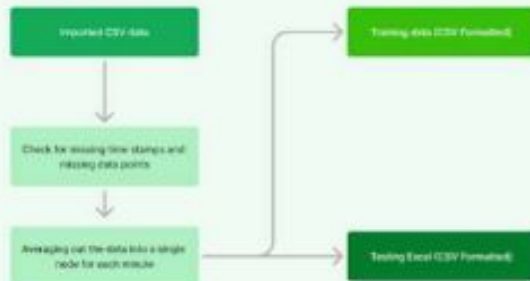 Imported CSV data
Training data (CSV Formatted)
Check for missing time stamps and
missing data points
Averaging out the data into a single
node for each minute
Testing Excel (CSV Formatted)